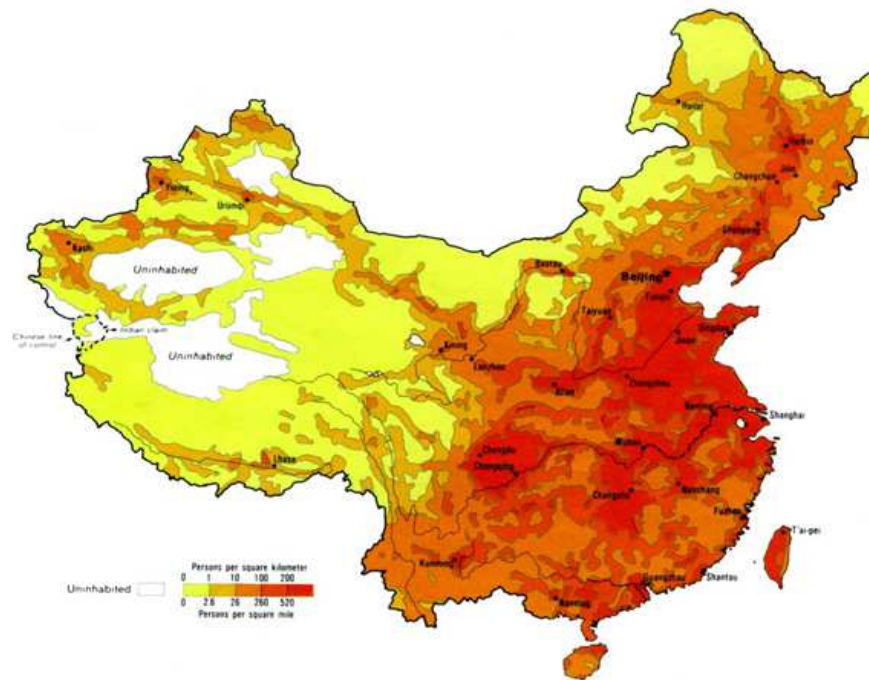 Hailar
Harbin
Jilin
Changchun
Yining
Ürümqi
Shenyang
Kashi
Baotou
Beijing
Uninhabited
Tianjin
Taiyuan
Qingdao
Chinese line
of control
Indian claim
Jinan
Uninhabited
Xining
Lanzhou
Xi'an
Zhengzhou
Nanjing
Shanghai
Chengdu
Wuhan
Lhasa
Chongqing
Changsha
Nanchang
Fuzhou
T'ai-pei
Kunming
Persons per square kilometer
Guangzhou
Shantou
0 1 10 100 200
Uninhabited
0 2.6 26 260 520
Persons per square mile
Nanning